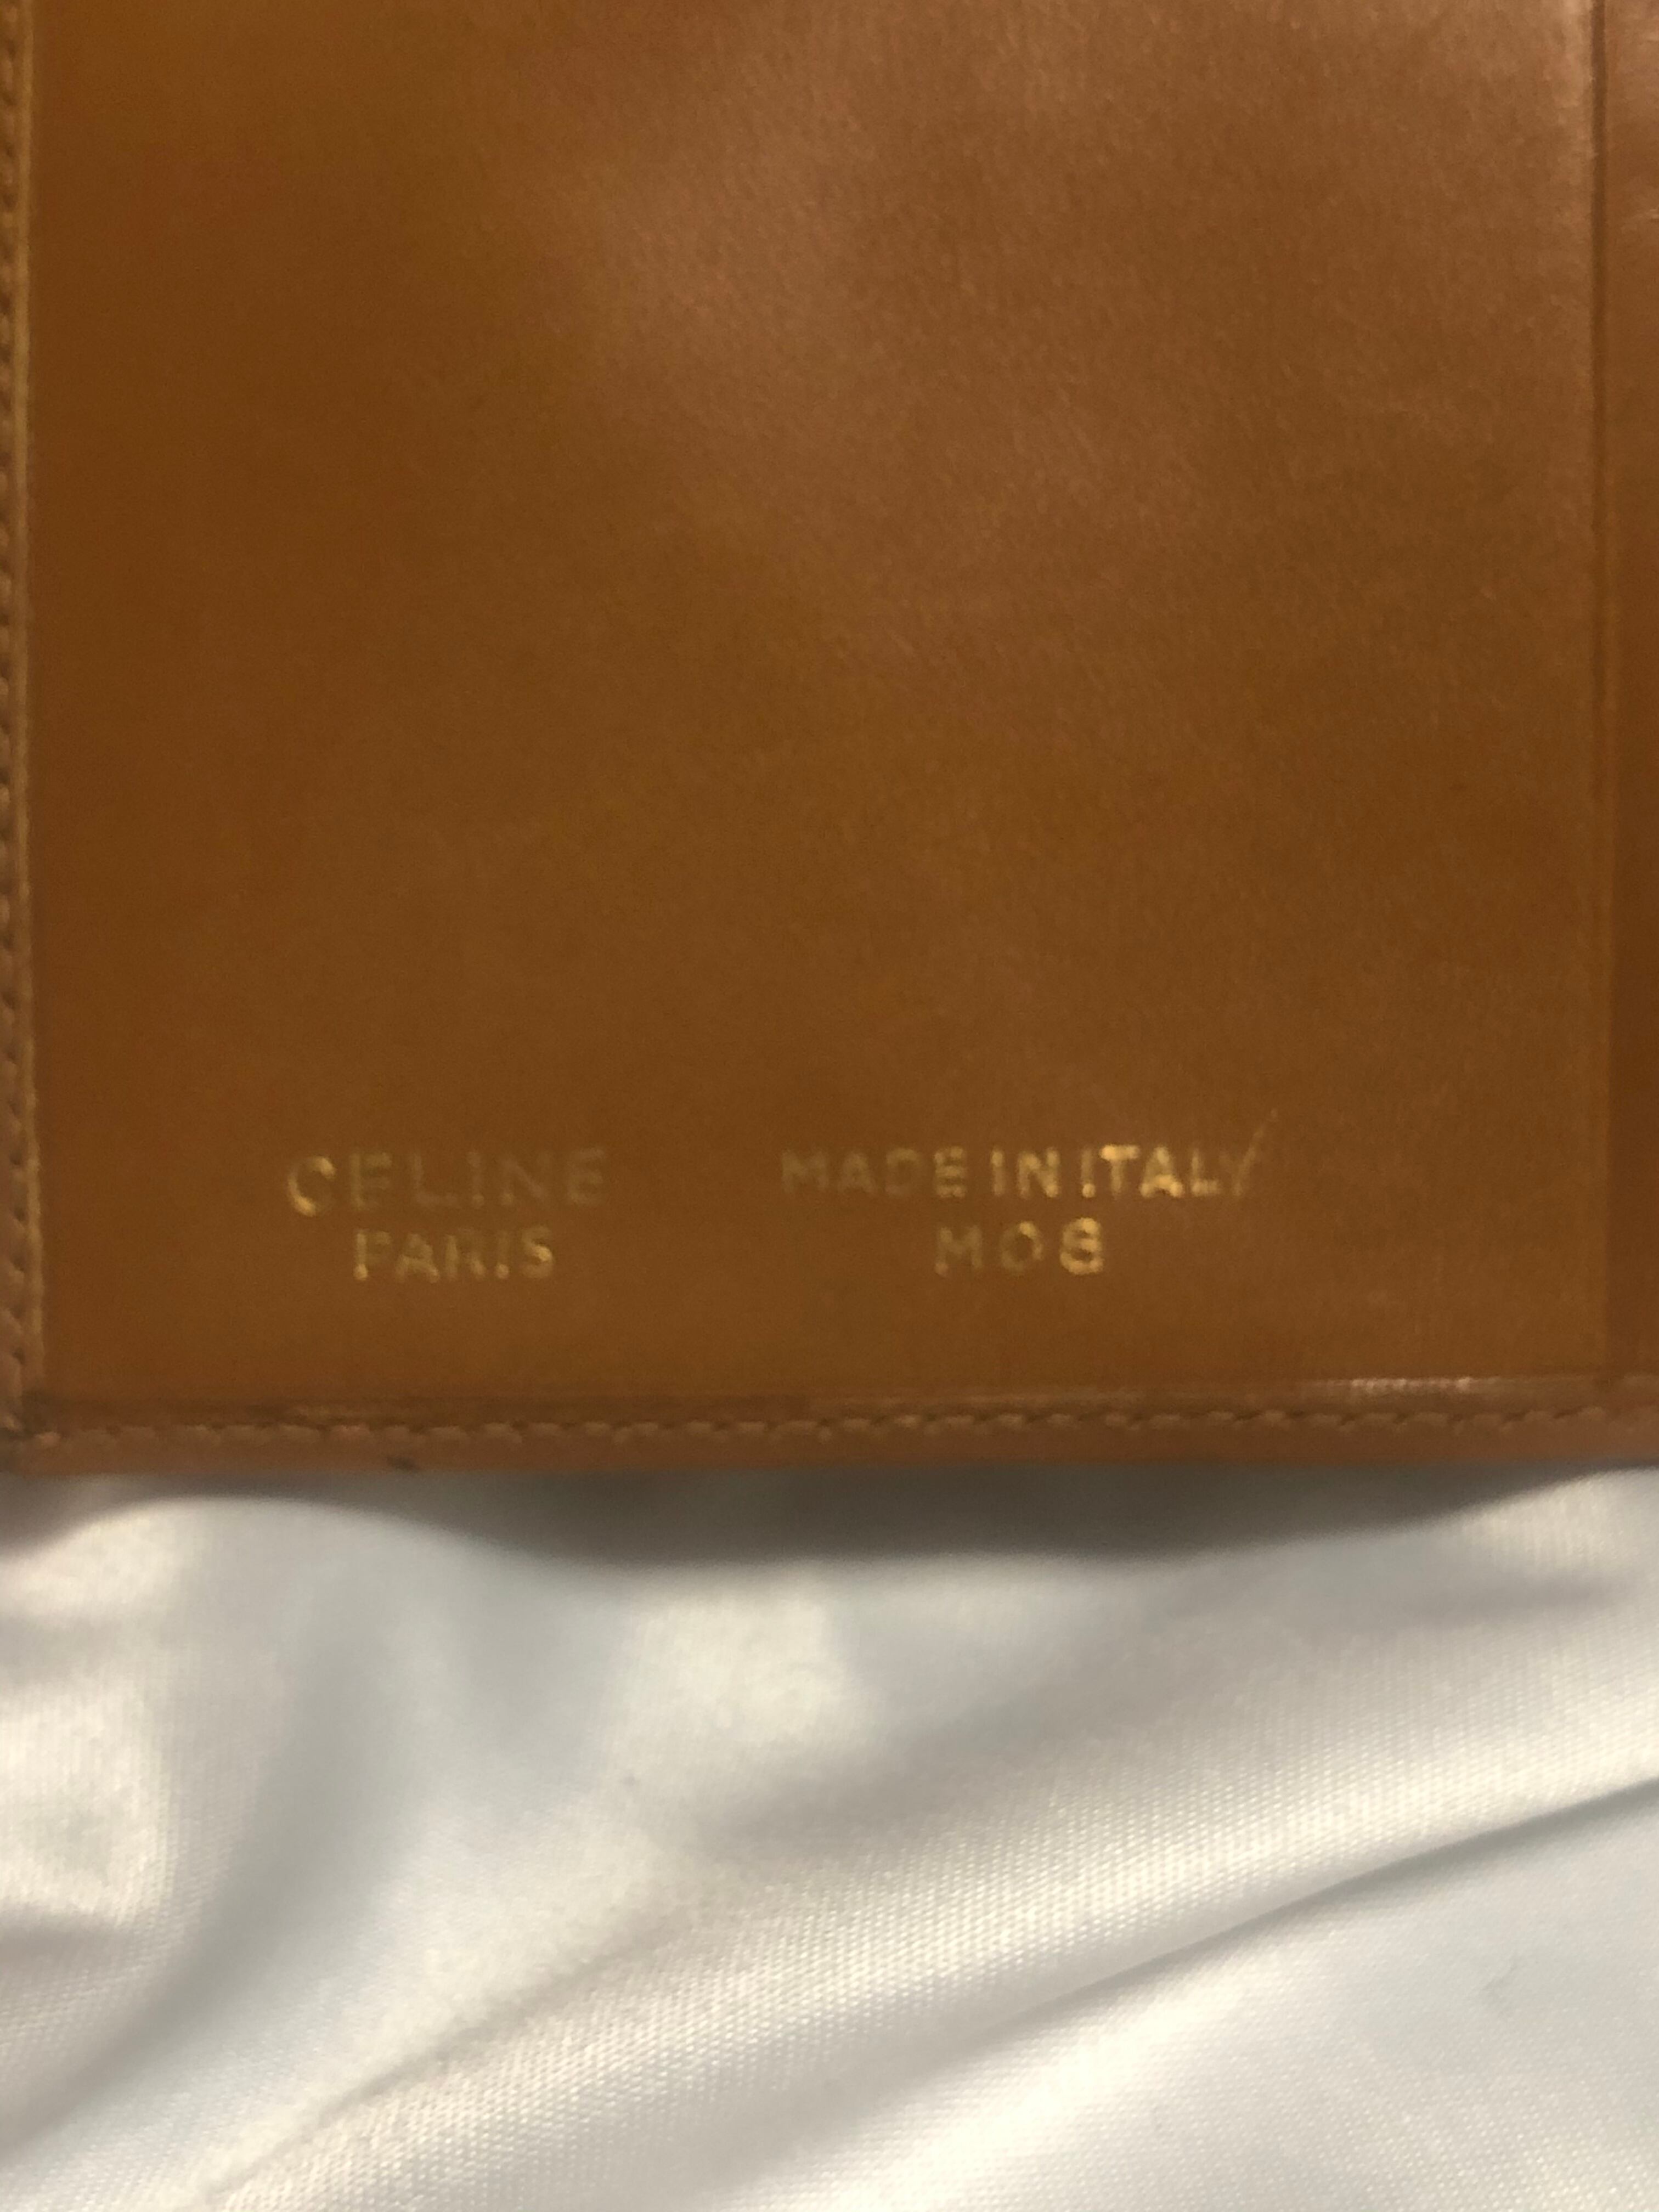 CELINE
PARIS
MADE IN ITALY
M08